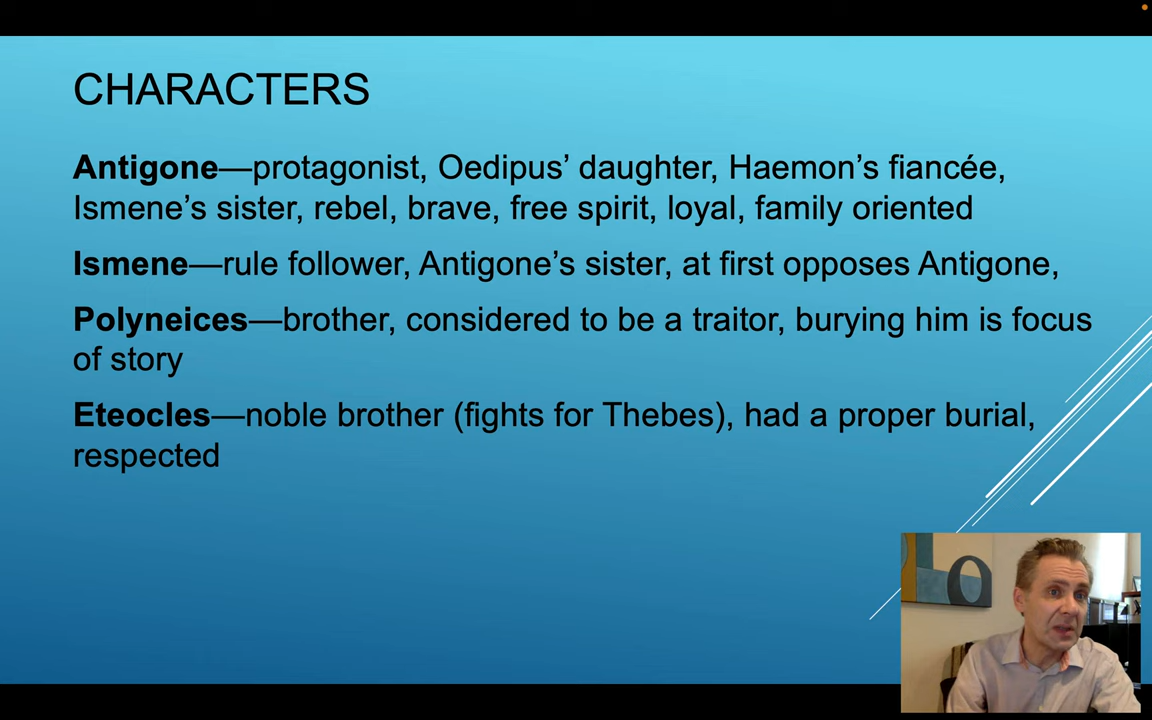 CHARACTERS
Antigone—protagonist, Oedipus’ daughter, Haemon’s fiancée,
Ismene’s sister, rebel, brave, free spirit, loyal, family oriented
Ismene—rule follower, Antigone’s sister, at first opposes Antigone,
Polyneices—brother, considered to be a traitor, burying him is focus
of story
Eteocles—noble brother (fights for Thebes), had a proper burial,
respected